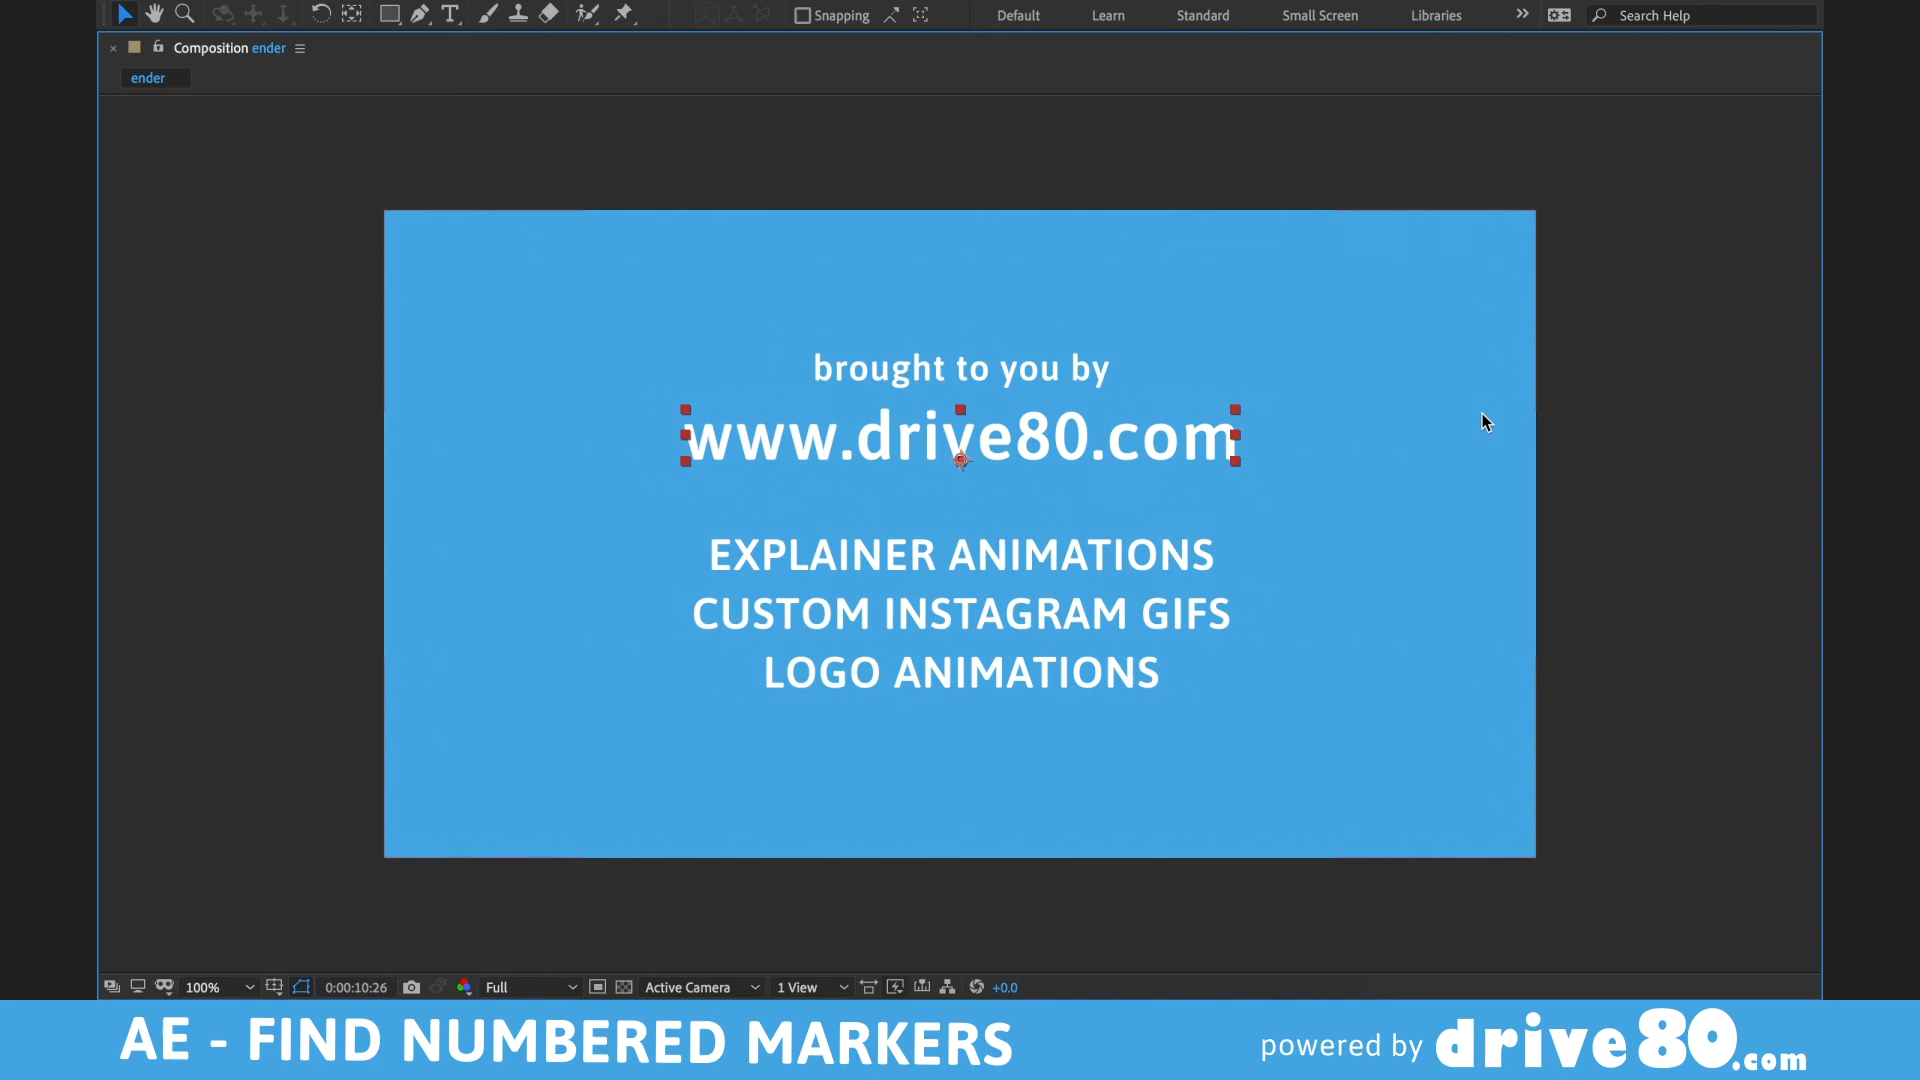 Snapping
Default
Learn
Standard
Small Screen
Libraries
Search Help
Composition ender
ender
brought to you by
www.drive80.com
EXPLAINER ANIMATIONS
CUSTOM INSTAGRAM GIFS
LOGO ANIMATIONS
100%
0:00:10:26
Full
Active Camera
1 View
+0.0
AE - FIND NUMBERED MARKERS
powered by drive80.com